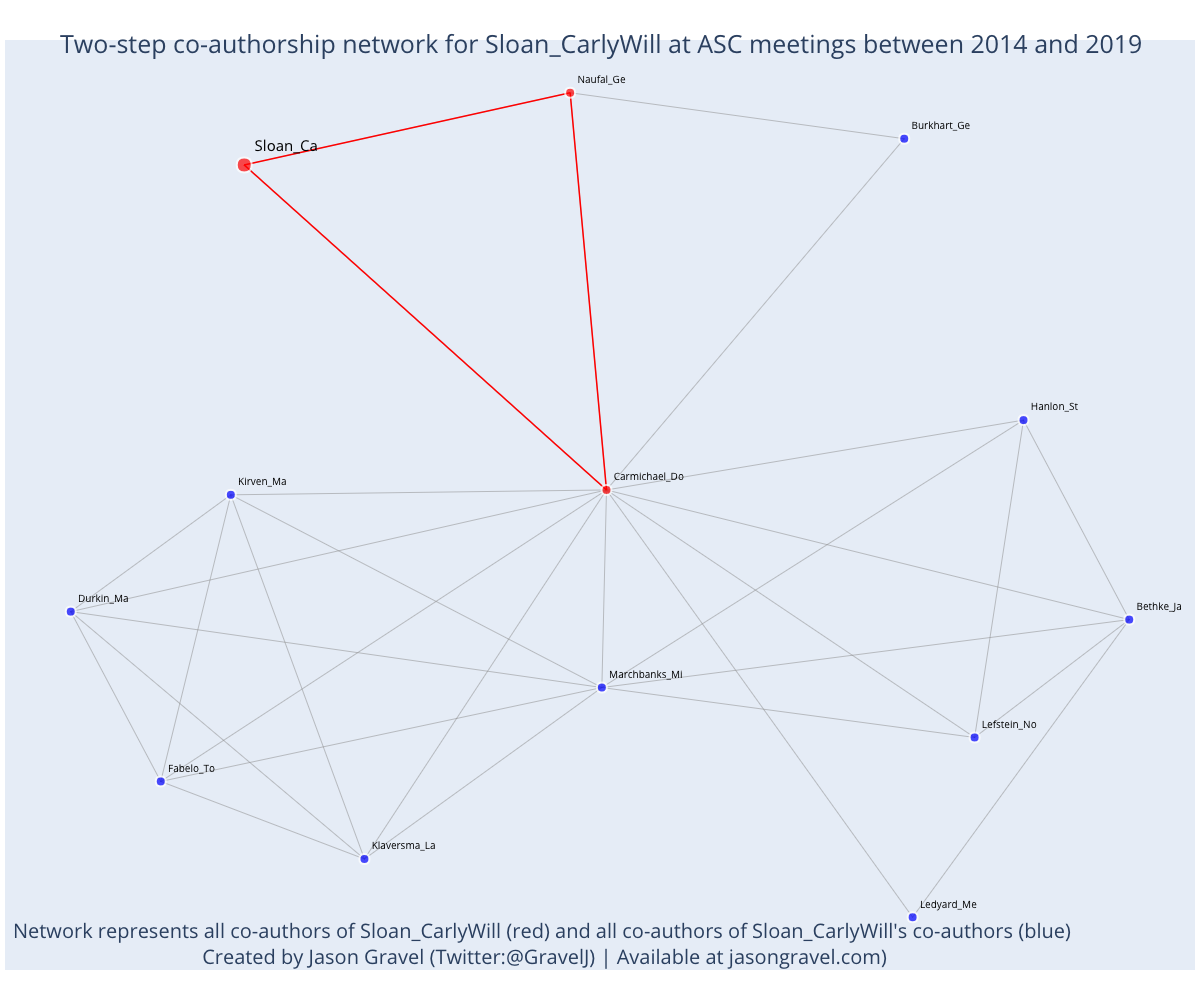 Two-step co-authorship network for Sloan_CarlyWill at ASC meetings between 2014 and 2019
Naufal_Ge
Burkhart_Ge
Sloan_Ca
Hanlon_St
Carmichael_Do
Kirven_Ma
Durkin_Ma
Bethke_Ja
Marchbanks_Mi
Lefstein_No
Fabelo_To
Klaversma_La
Ledyard_Me
Network represents all co-authors of Sloan_CarlyWill (red) and all co-authors of Sloan_CarlyWill's co-authors (blue)
Created by Jason Gravel (Twitter:@GravelJ) | Available at jasongravel.com)